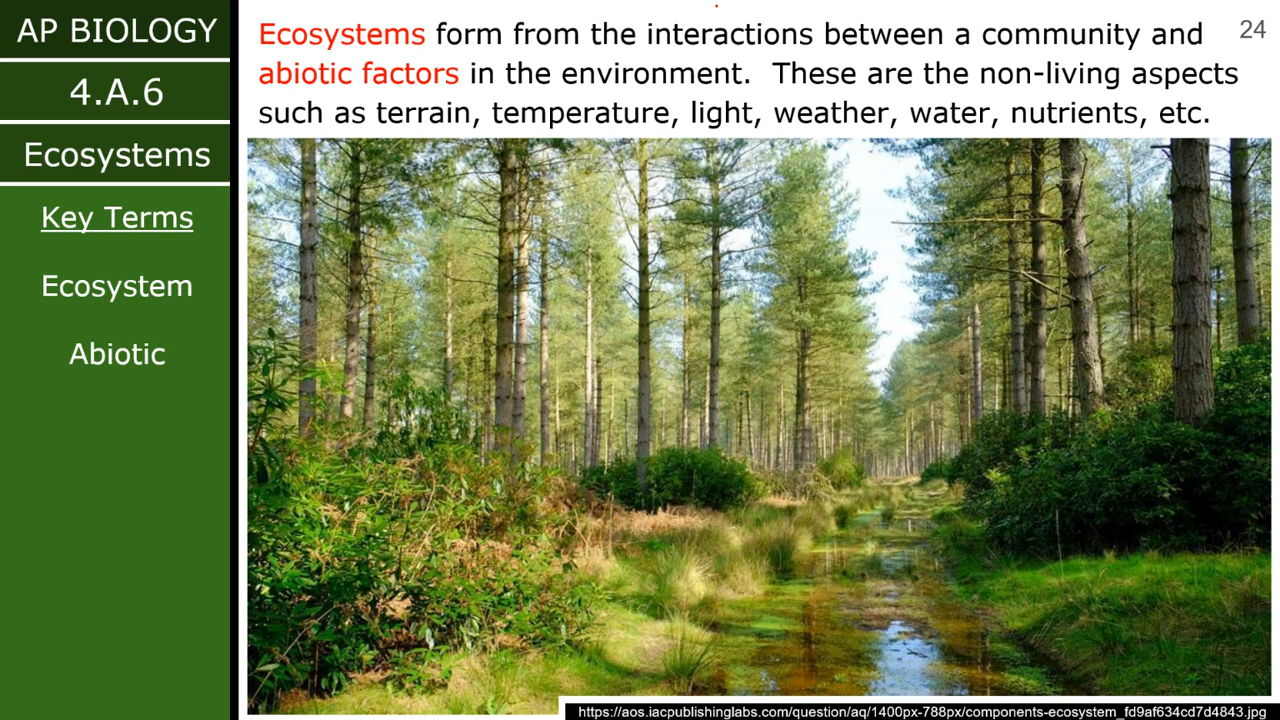 AP BIOLOGY
4.A.6
Ecosystems
Key Terms
Ecosystem
Abiotic
Ecosystems form from the interactions between a community and
abiotic factors in the environment.  These are the non-living aspects
such as terrain, temperature, light, weather, water, nutrients, etc.
24
https://aos.iacpublishinglabs.com/question/aq/1400px-788px/components-ecosystem_fd9af634cd7d4843.jpg